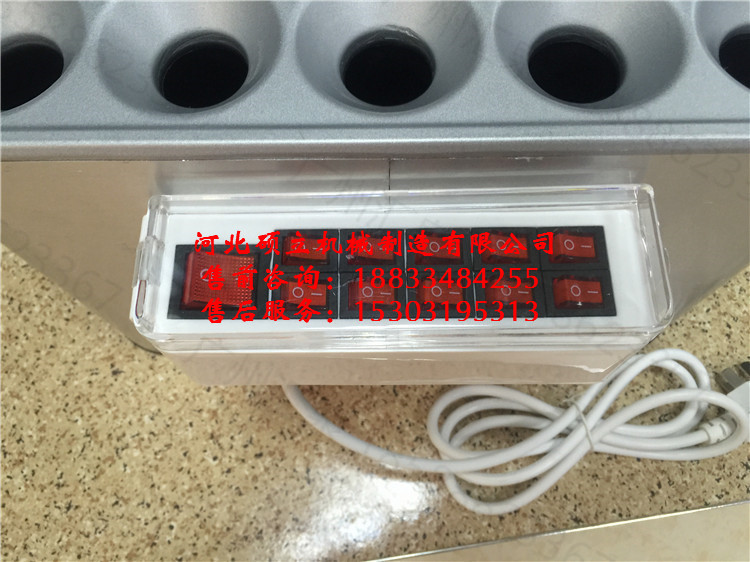 河北硕立机械制造有限公司
售前咨询：18833484255
售后服务：15303195313